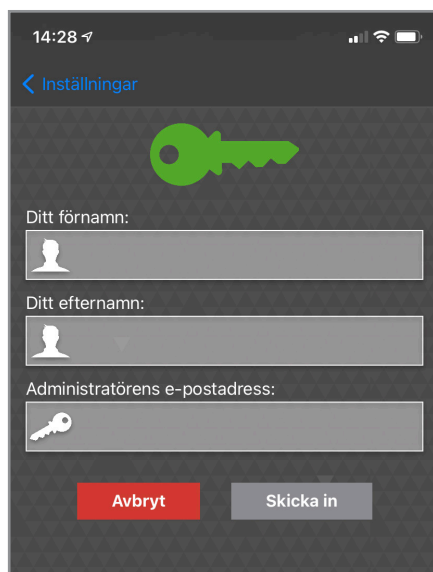 14:28
Inställningar
Ditt förnamn:
Ditt efternamn:
Administratörens e-postadress:
Avbryt
Skicka in